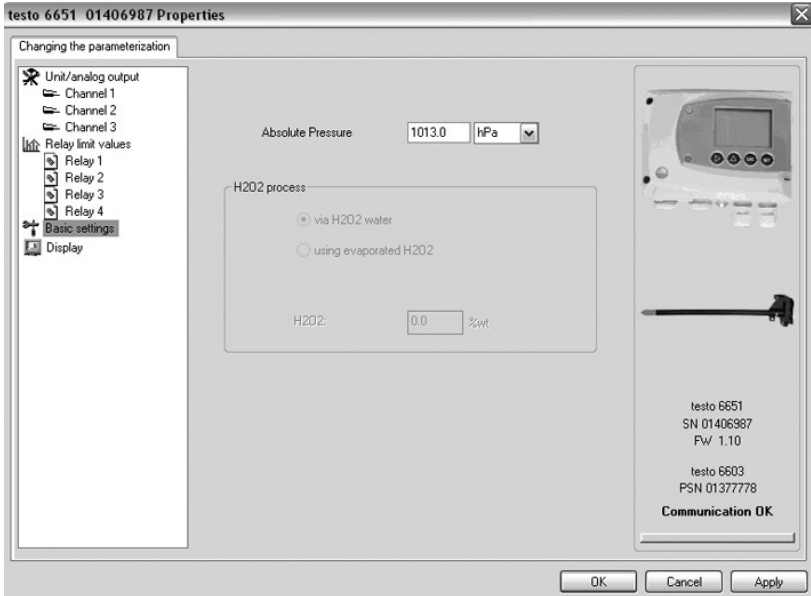 testo 6651 01406987 Properties
Changing the parameterization
Unit/analog output
Channel 1
Channel 2
Channel 3
Relay limit values
Relay 1
Relay 2
Relay 3
Relay 4
Basic settings
Display
Absolute Pressure 1013.0 hPa
H2O2 process
via H2O2 water
using evaporated H2O2
H2O2: 0.0 %wt
testo 6651
SN 01406987
FW 1.10
testo 6603
PSN 01377778
Communication OK
OK Cancel Apply